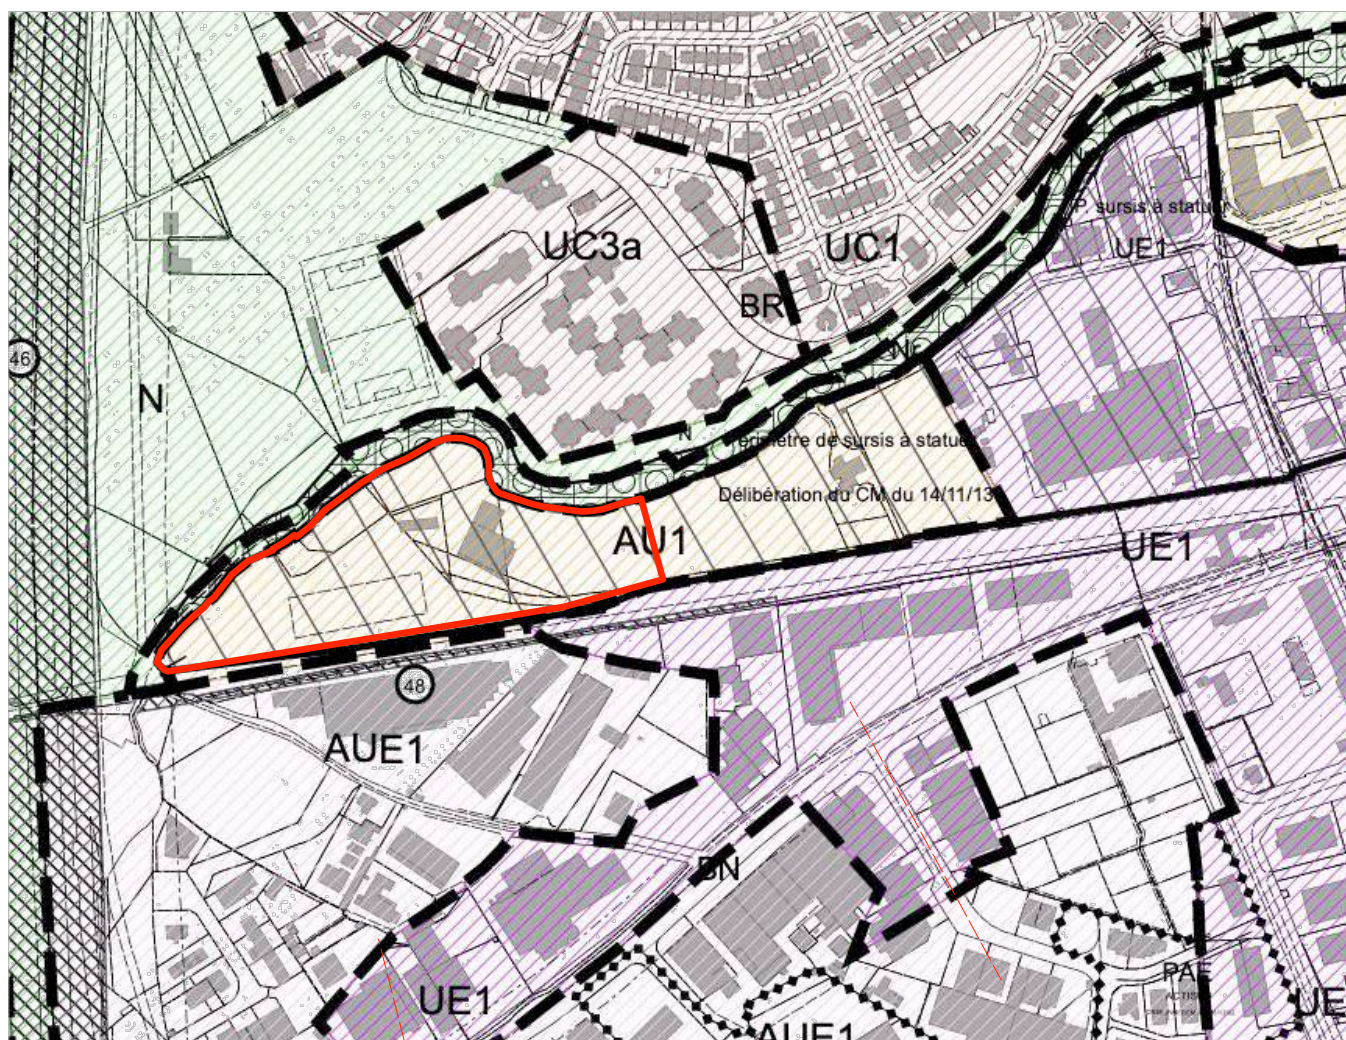 P. sursis à statuer
UE1
UC3a
UC1
BR
46
N
N
Périmètre de sursis à statuer
Délibération du CM du 14/11/13
AU1
UE1
48
AUE1
BN
UE1
PAE
UE
AUE1